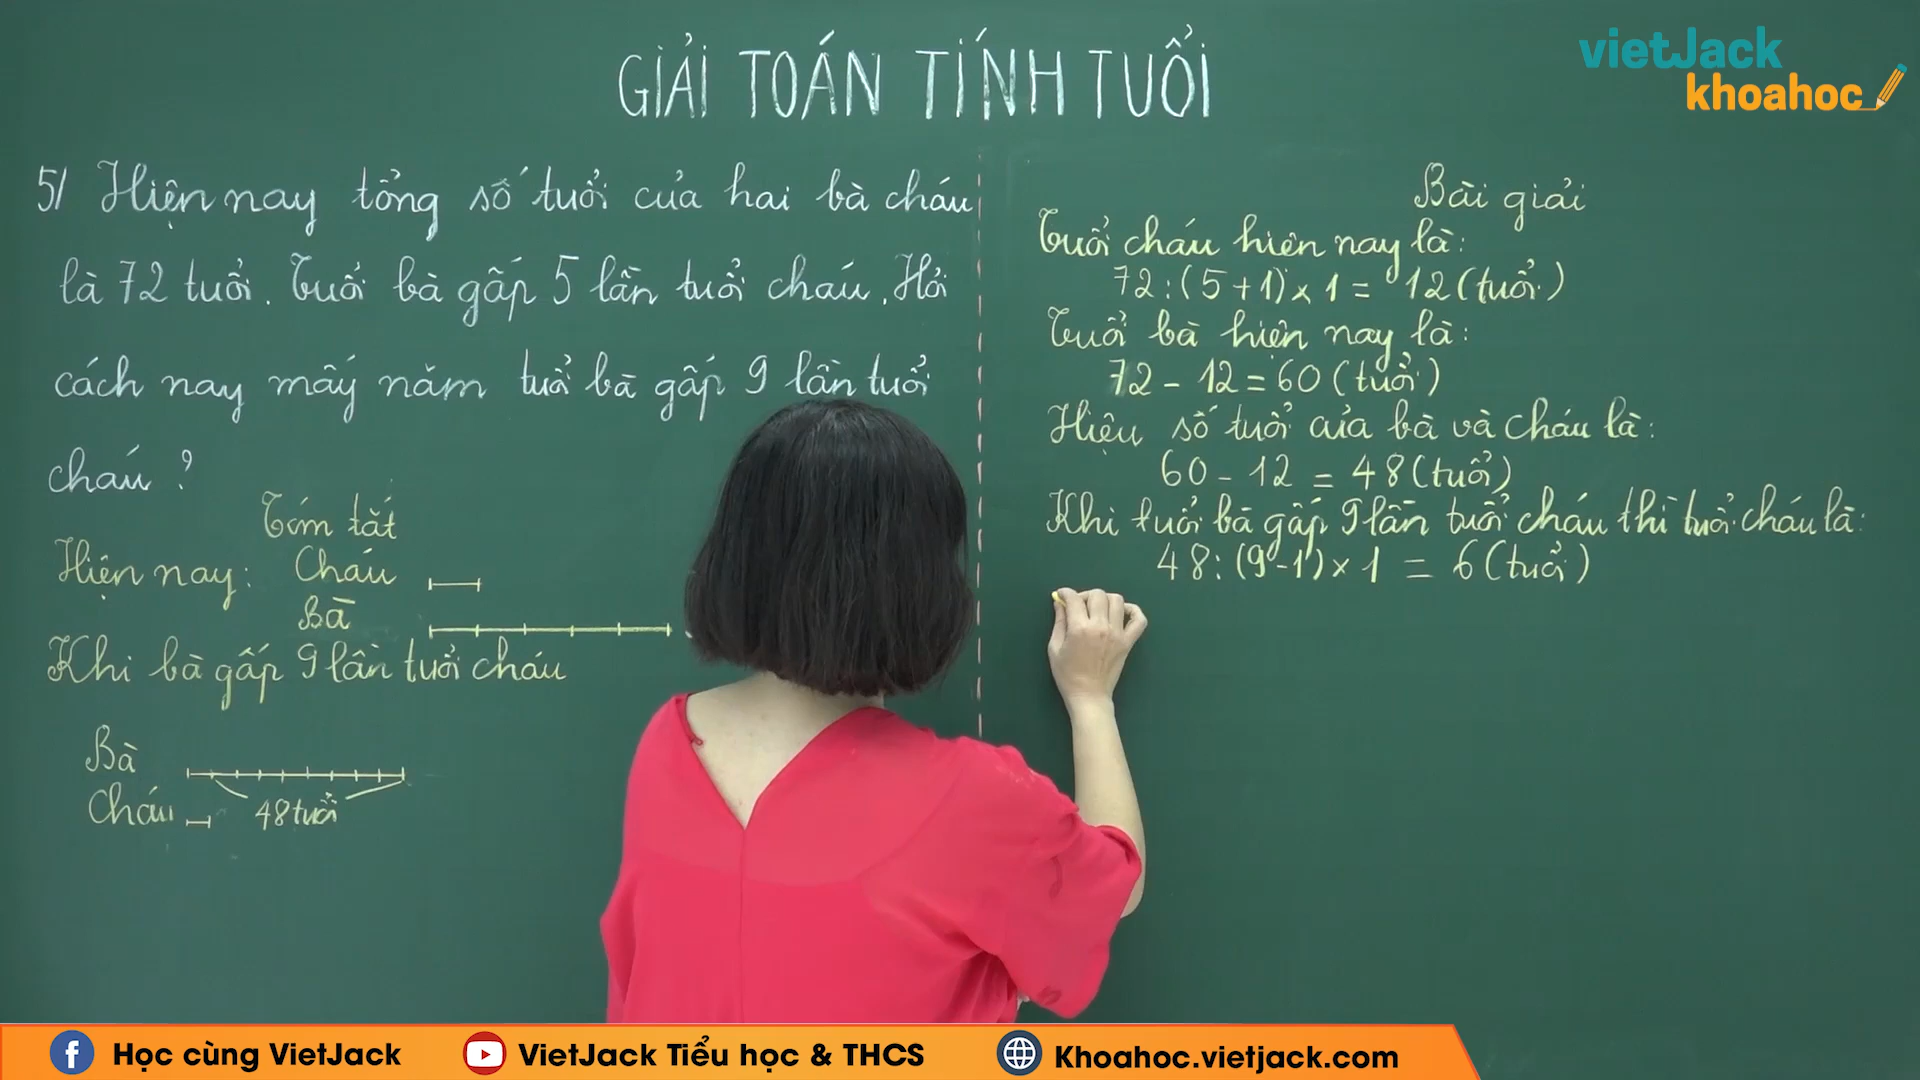 GIẢI TOÁN TÍNH TUỔI
vietJack
khoahoc
5/ Hiện nay tổng số tuổi của hai bà cháu
là 72 tuổi. Tuổi bà gấp 5 lần tuổi cháu. Hỏi
cách nay mấy năm tuổi bà gấp 9 lần tuổi
cháu ?
Tóm tắt
Hiện nay: Cháu
Bà
Khi bà gấp 9 lần tuổi cháu
Bà
Cháu 48 tuổi
Bài giải
Tuổi cháu hiện nay là:
72 : (5 + 1) x 1 = 12 (tuổi)
Tuổi bà hiện nay là:
72 - 12 = 60 (tuổi)
Hiệu số tuổi của bà và cháu là:
60 - 12 = 48 (tuổi)
Khi tuổi bà gấp 9 lần tuổi cháu thì tuổi cháu là:
48 : (9 - 1) x 1 = 6 (tuổi)
Học cùng VietJack
VietJack Tiểu học & THCS
Khoahoc.vietjack.com